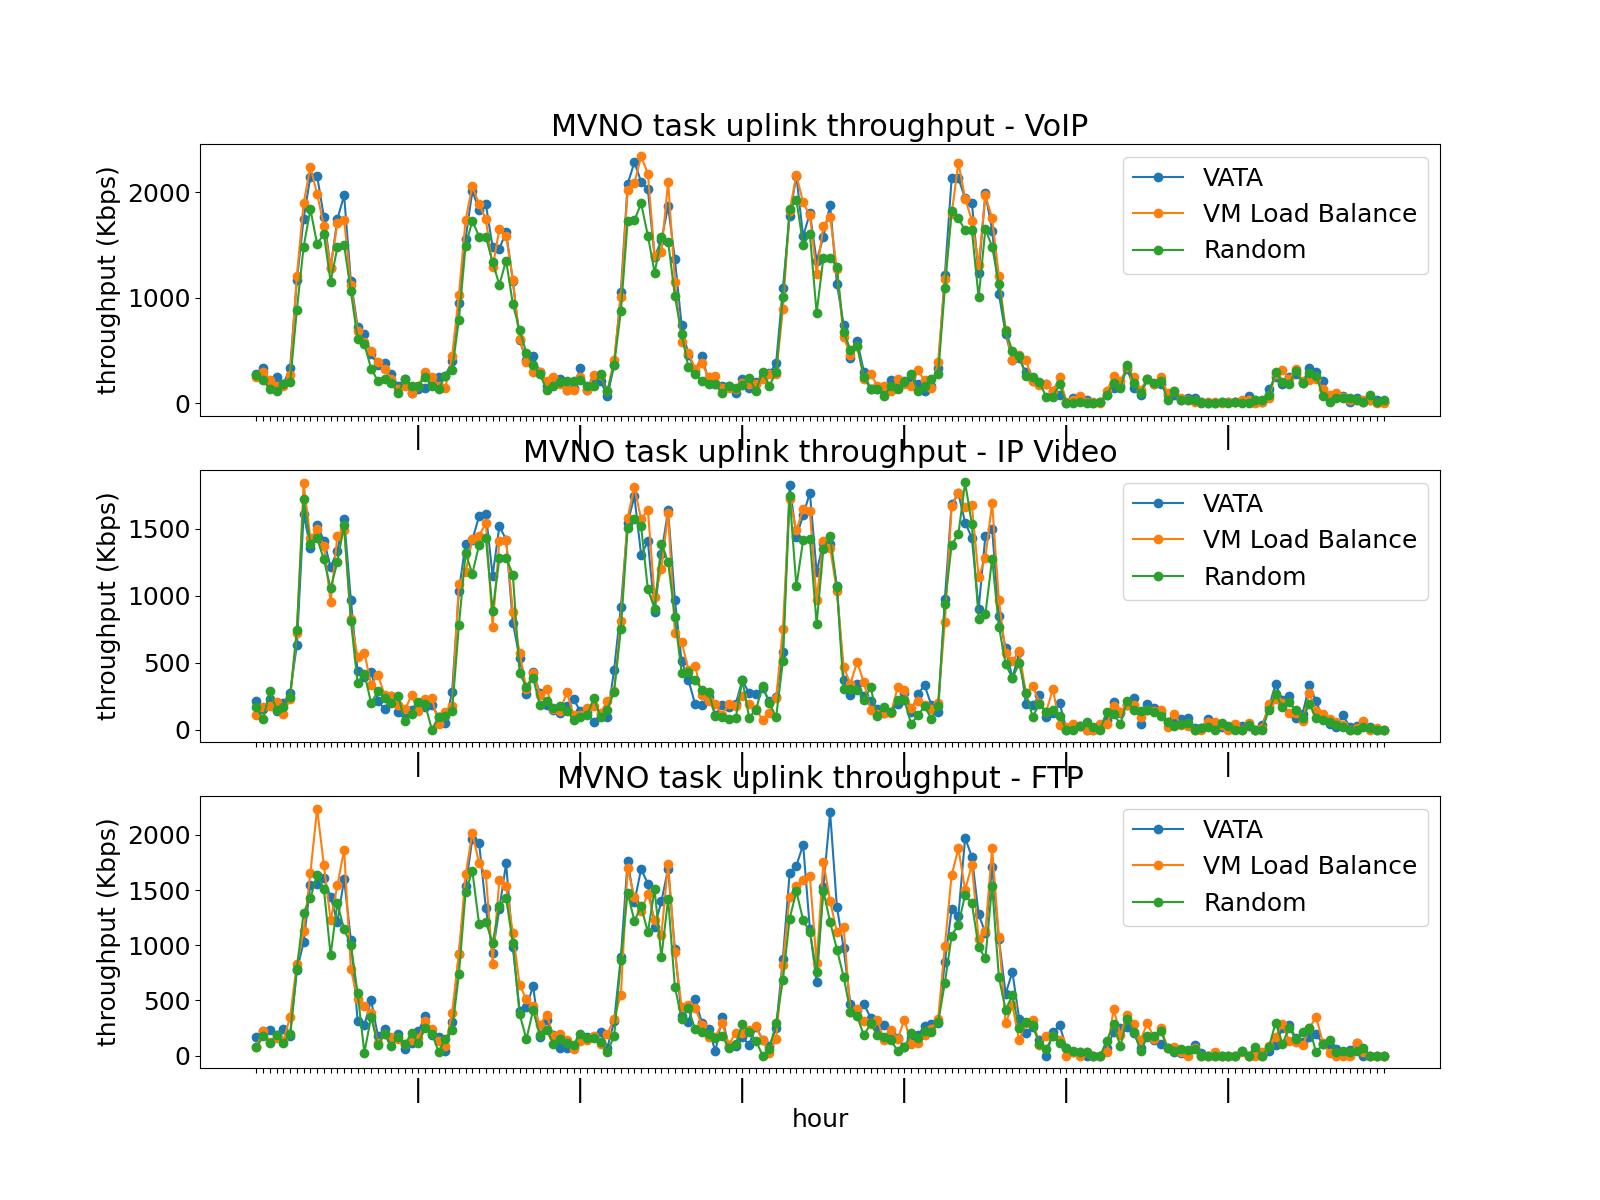 MVNO task uplink throughput - VoIP
throughput (Kbps)
2000
1000
0
VATA
VM Load Balance
Random
| | | | | |
MVNO task uplink throughput - IP Video
throughput (Kbps)
1500
1000
500
0
VATA
VM Load Balance
Random
| | | | | |
MVNO task uplink throughput - FTP
throughput (Kbps)
2000
1500
1000
500
0
VATA
VM Load Balance
Random
| | | | | |
hour